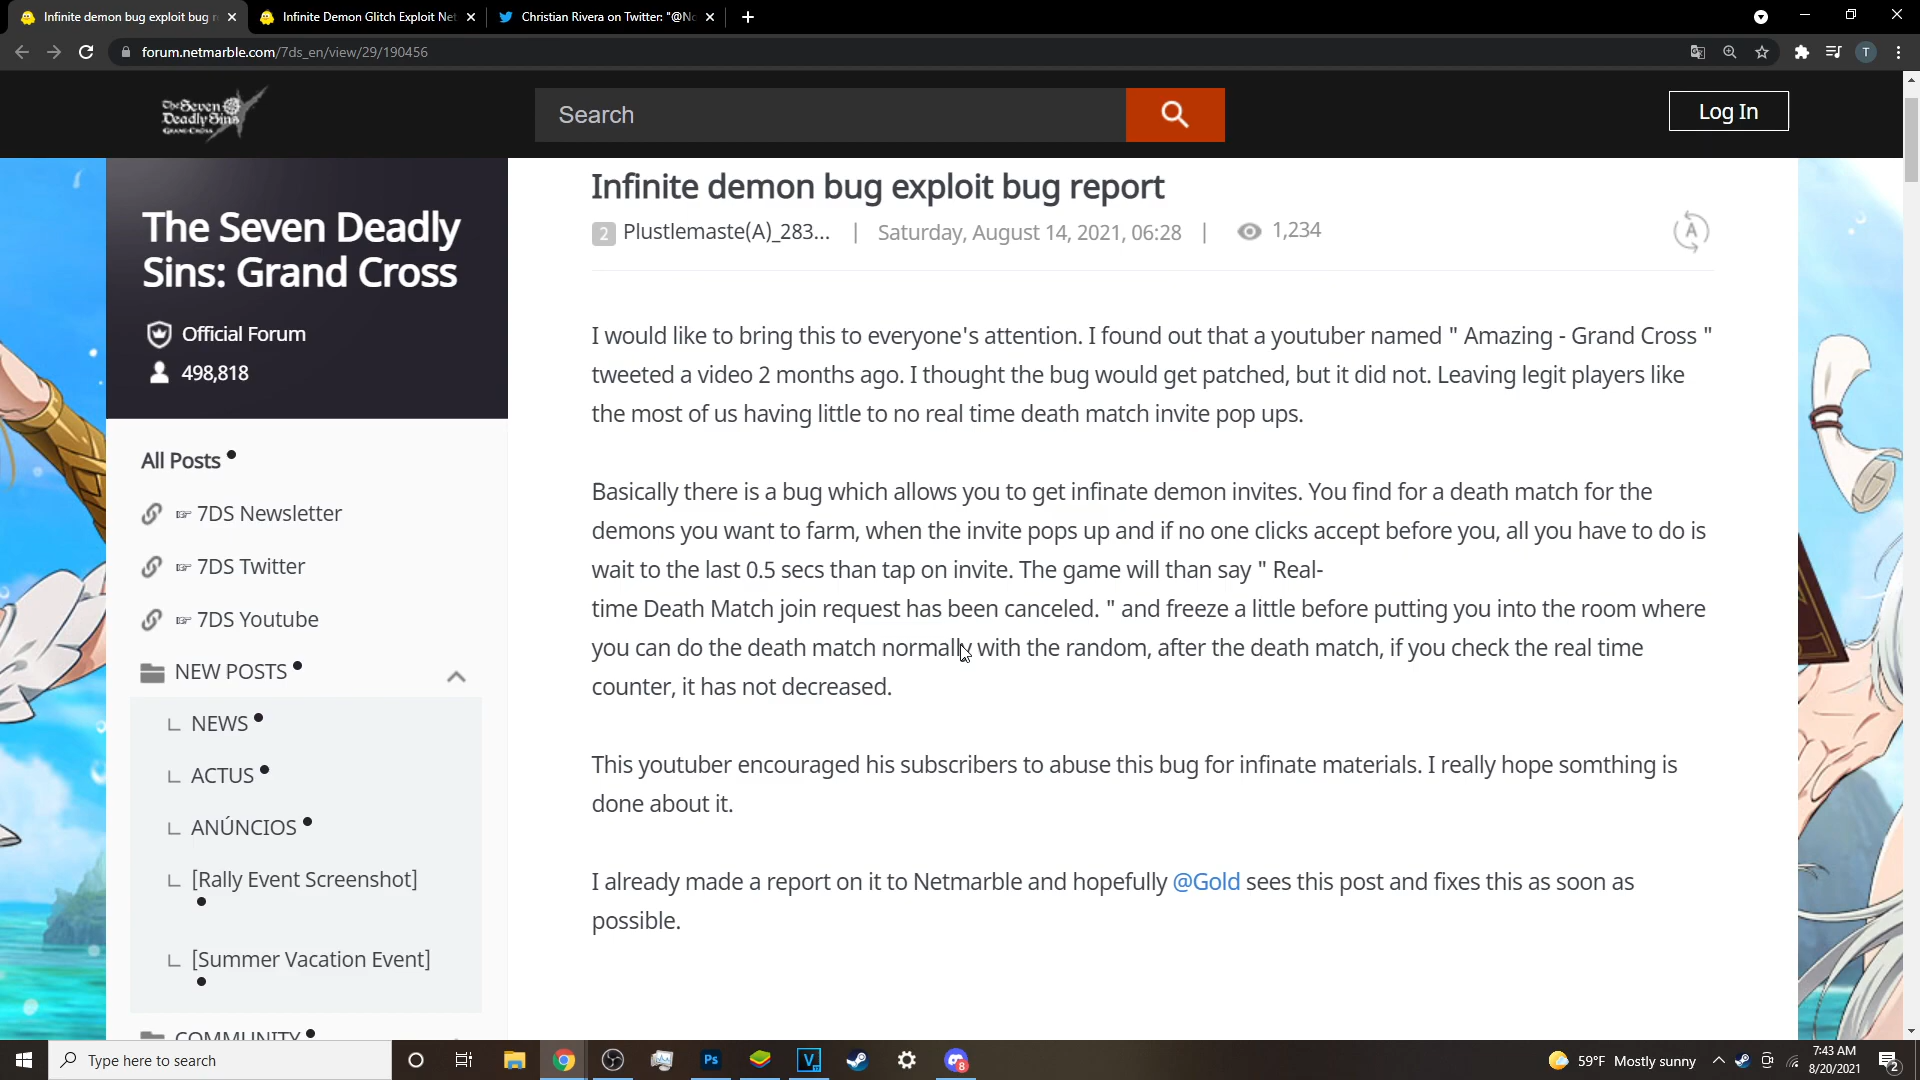 Infinite demon bug exploit bug r
Infinite Demon Glitch Exploit Net
Christian Rivera on Twitter: "@No
forum.netmarble.com/7ds_en/view/29/190456
T
The Seven
Deadly Sins
GRAND CROSS
Search
Log In
The Seven Deadly
Sins: Grand Cross
Official Forum
498,818
All Posts
☞ 7DS Newsletter
☞ 7DS Twitter
☞ 7DS Youtube
NEW POSTS
NEWS
ACTUS
ANÚNCIOS
[Rally Event Screenshot]
[Summer Vacation Event]
COMMUNITY
Infinite demon bug exploit bug report
2 Plustlemaste(A)_283... | Saturday, August 14, 2021, 06:28 | 1,234
A
I would like to bring this to everyone's attention. I found out that a youtuber named " Amazing - Grand Cross "
tweeted a video 2 months ago. I thought the bug would get patched, but it did not. Leaving legit players like
the most of us having little to no real time death match invite pop ups.
Basically there is a bug which allows you to get infinate demon invites. You find for a death match for the
demons you want to farm, when the invite pops up and if no one clicks accept before you, all you have to do is
wait to the last 0.5 secs than tap on invite. The game will than say " Real-
time Death Match join request has been canceled. " and freeze a little before putting you into the room where
you can do the death match normally with the random, after the death match, if you check the real time
counter, it has not decreased.
This youtuber encouraged his subscribers to abuse this bug for infinate materials. I really hope somthing is
done about it.
I already made a report on it to Netmarble and hopefully @Gold sees this post and fixes this as soon as
possible.
Type here to search
Ps
V
8
59°F Mostly sunny
7:43 AM
8/20/2021
2